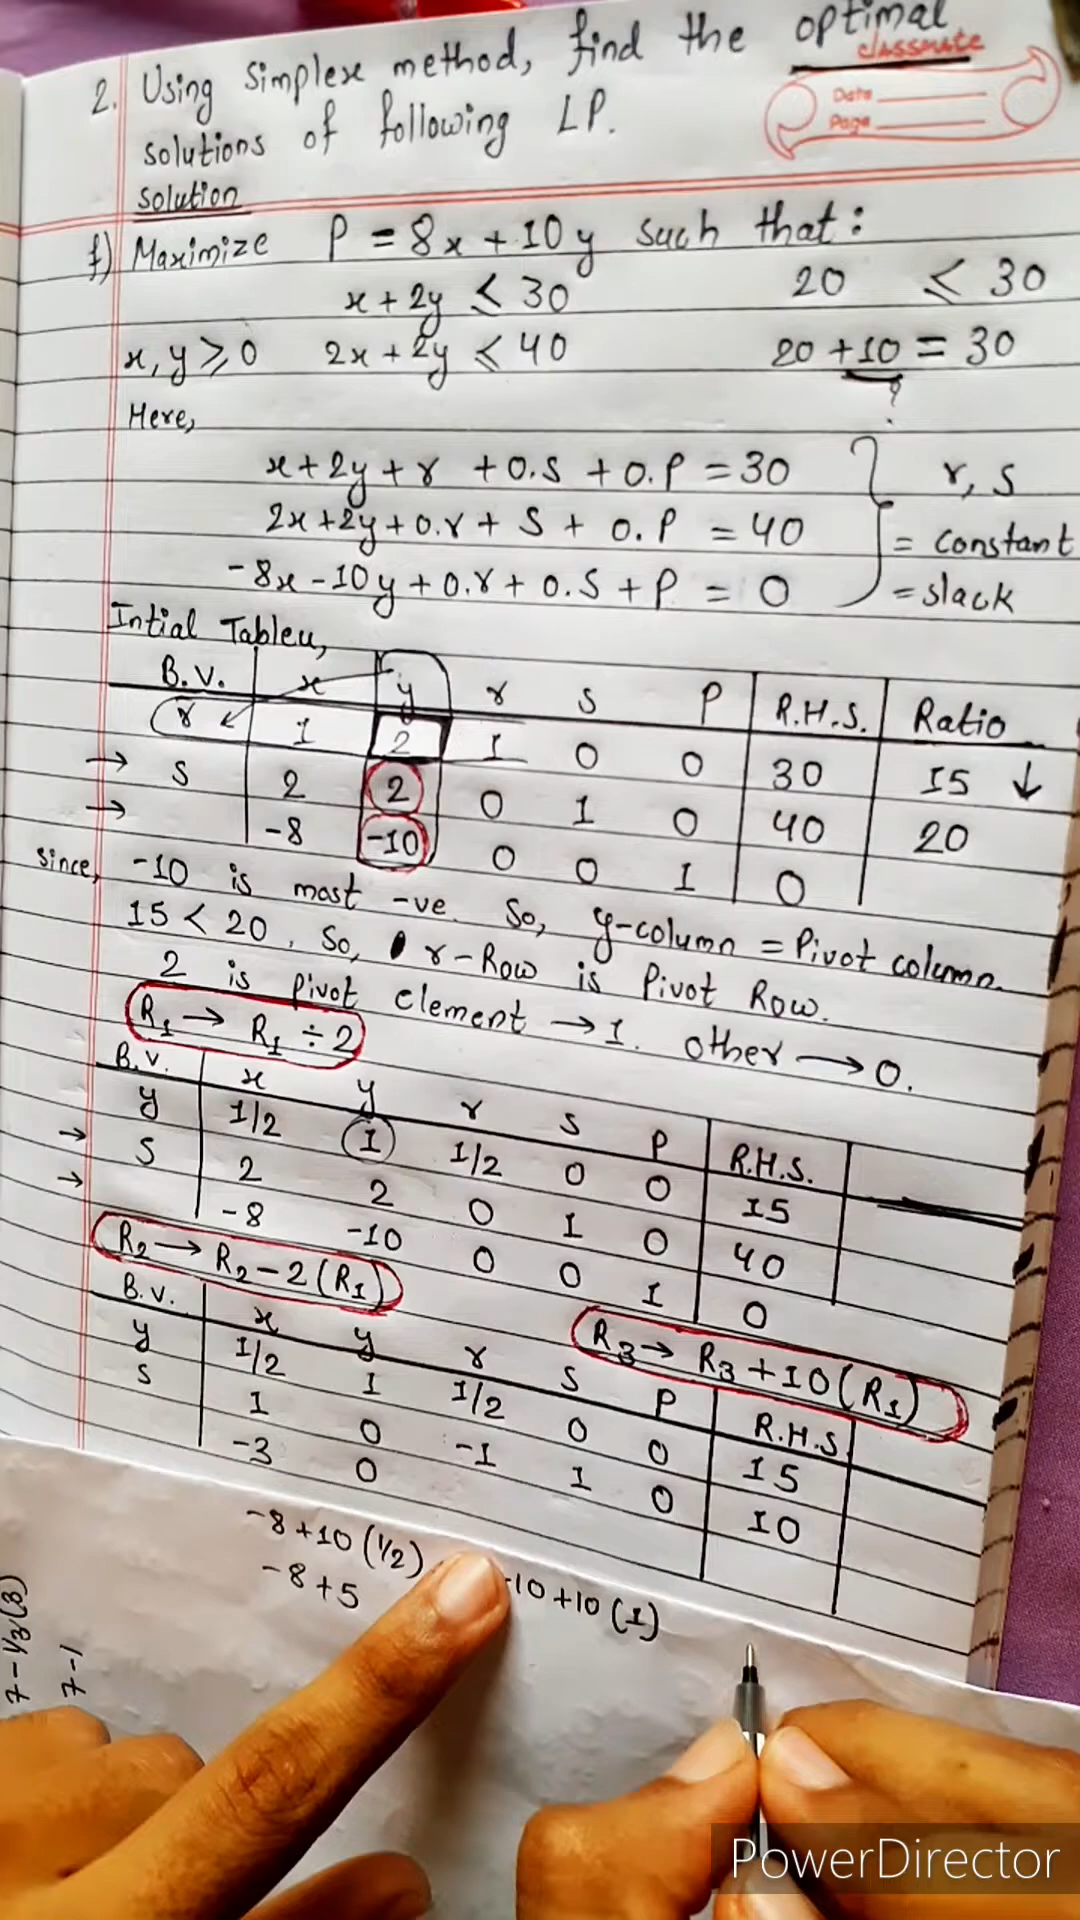 2. Using Simplex method, find the optimal
classmate
Date
Page
solutions of following LP.
solution
f) Maximize P = 8x + 10y such that:
x + 2y ≤ 30 20 ≤ 30
x, y ≥ 0 2x + 2y ≤ 40 20 + 10 = 30
?
Here,
x + 2y + r + 0.S + 0.P = 30 r, s
2x + 2y + 0.r + S + 0.P = 40 = constant
-8x - 10y + 0.r + 0.S + P = 0 = slack
Intial Tableu,
B.V. x y r s P R.H.S. Ratio
r 1 2 1 0 0 30 15 ↓
→ s 2 2 0 1 0 40 20
→ -8 -10 0 0 1 0
since, -10 is most -ve. So, y-column = Pivot column.
15 < 20, So, r-Row is Pivot Row.
2 is pivot element → 1. other → 0.
R1 → R1 ÷ 2
B.V. x y r s P R.H.S.
y 1/2 1 1/2 0 0 15
→ s 2 2 0 1 0 40
→ -8 -10 0 0 1 0
R2 → R2 - 2(R1)
R3 → R3 + 10(R1)
B.V. x y r s P R.H.S.
y 1/2 1 1/2 0 0 15
s 1 0 -1 1 0 10
-3 0
-8 + 10(1/2) -10 + 10(1)
-8 + 5
7 - 1/3(8)
7 - 1
PowerDirector